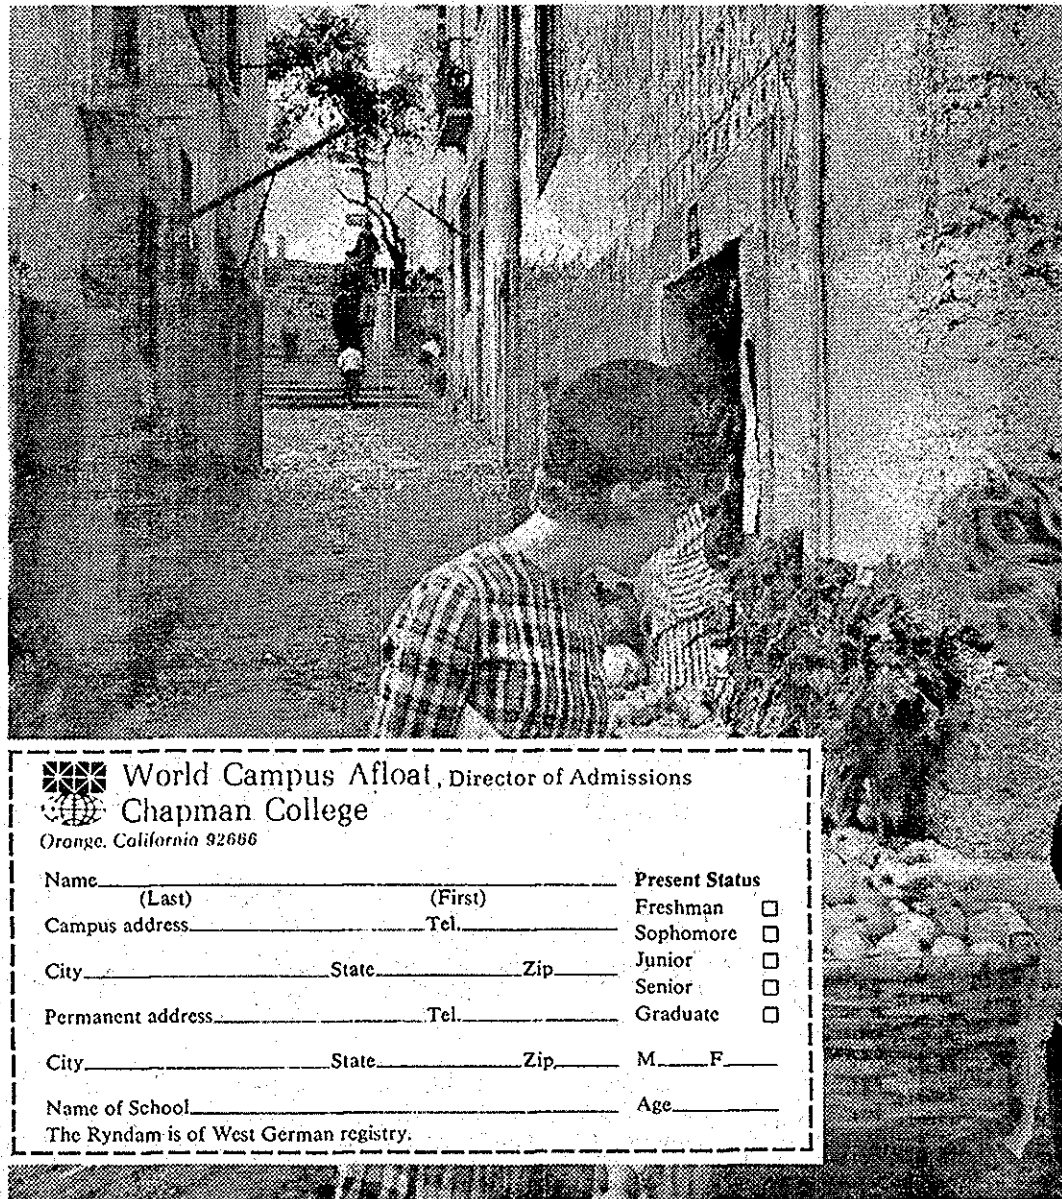 World Campus Afloat, Director of Admissions
Chapman College
Orange, California 92666
Name
(Last) (First)
Campus address Tel.
City State Zip
Permanent address Tel.
City State Zip
Name of School
The Ryndam is of West German registry.
Present Status
Freshman
Sophomore
Junior
Senior
Graduate
M F
Age